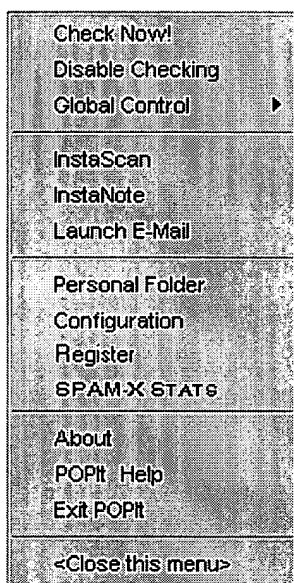 Check Now!
Disable Checking
Global Control
InstaScan
InstaNote
Launch E-Mail
Personal Folder
Configuration
Register
SPAM-X STATS
About
POPIt Help
Exit POPIt
<Close this menu>